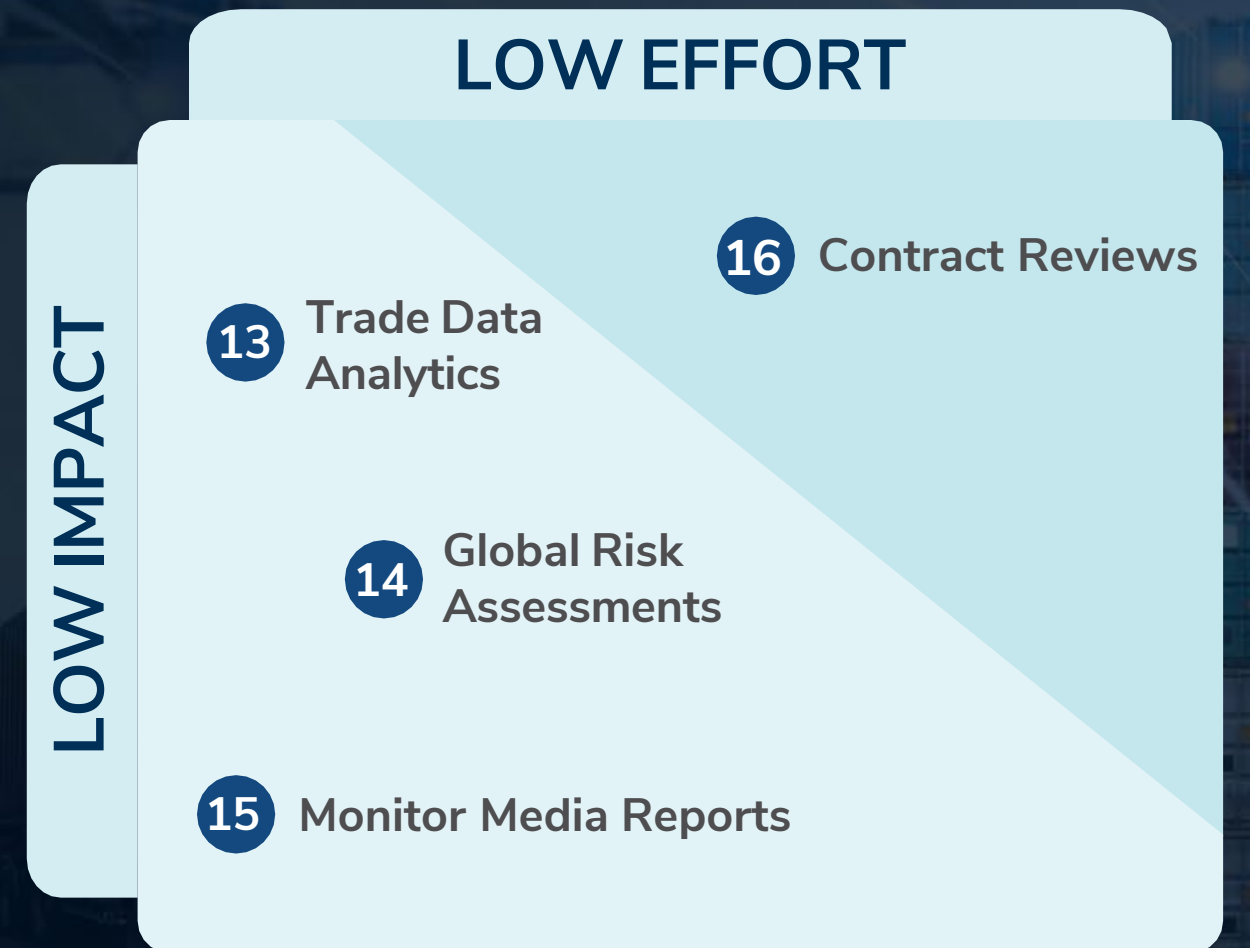 LOW EFFORT
LOW IMPACT
16 Contract Reviews
13 Trade Data
Analytics
14 Global Risk
Assessments
15 Monitor Media Reports